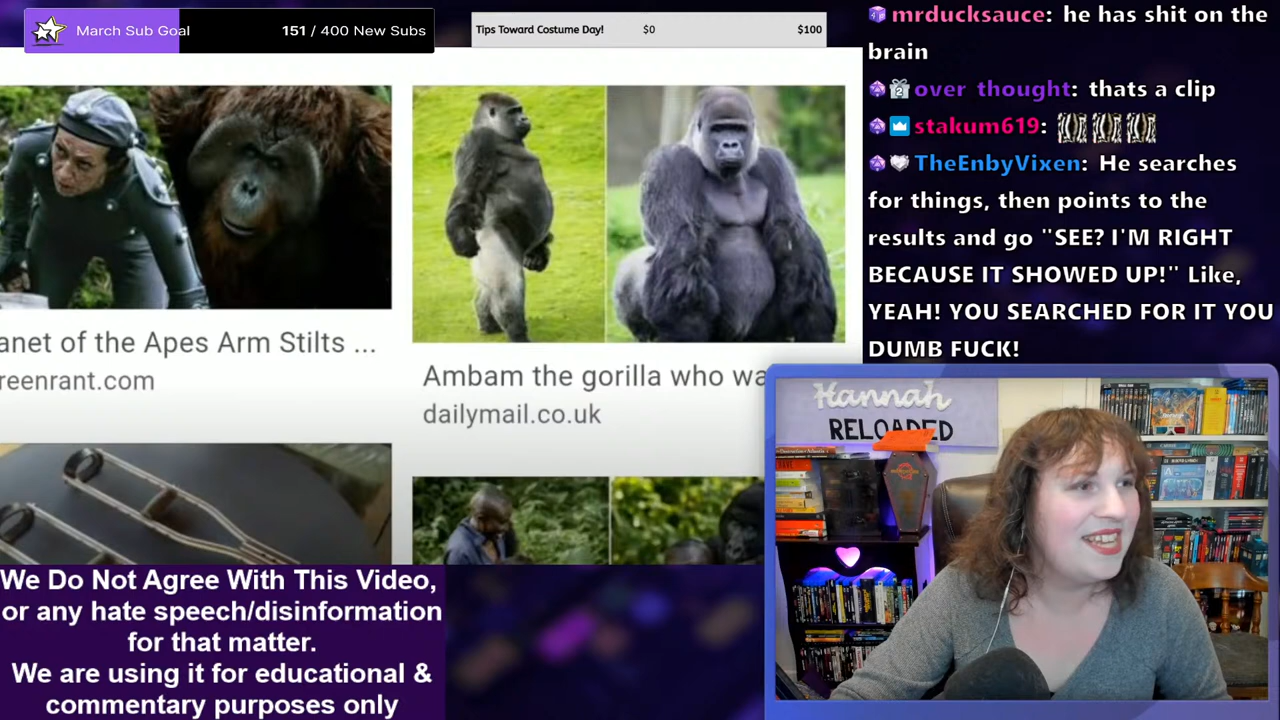 March Sub Goal
151 / 400 New Subs
Tips Toward Costume Day!
$0
$100
anet of the Apes Arm Stilts ...
reenrant.com
Ambam the gorilla who wa
dailymail.co.uk
We Do Not Agree With This Video,
or any hate speech/disinformation
for that matter.
We are using it for educational &
commentary purposes only
mrducksauce: he has shit on the
brain
over thought: thats a clip
stakum619:
TheEnbyVixen: He searches
for things, then points to the
results and go "SEE? I'M RIGHT
BECAUSE IT SHOWED UP!" Like,
YEAH! YOU SEARCHED FOR IT YOU
DUMB FUCK!
Hannah
RELOADED